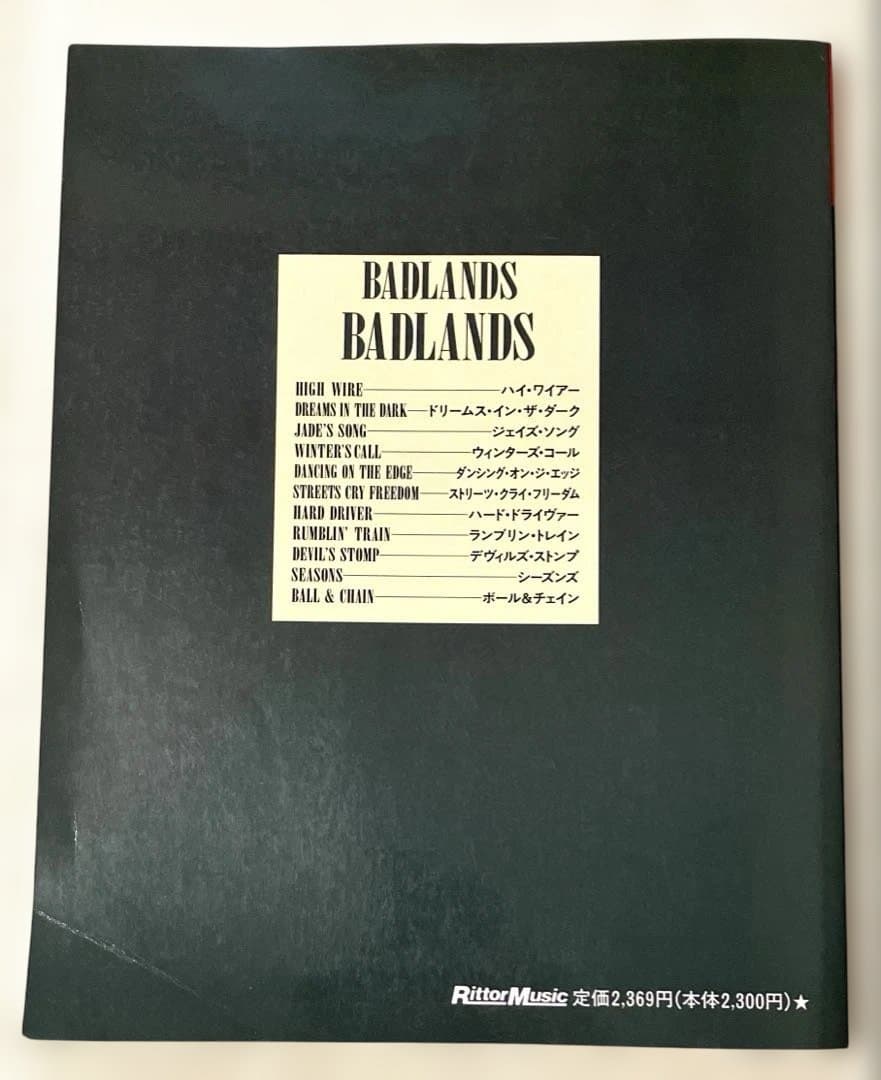 BADLANDS
BADLANDS
HIGH WIRE ハイ・ワイアー
DREAMS IN THE DARK ドリームス・イン・ザ・ダーク
JADE'S SONG ジェイズ・ソング
WINTER'S CALL ウィンターズ・コール
DANCING ON THE EDGE ダンシング・オン・ジ・エッジ
STREETS CRY FREEDOM ストリーツ・クライ・フリーダム
HARD DRIVER ハード・ドライヴァー
RUMBLIN' TRAIN ランブリン・トレイン
DEVIL'S STOMP デヴィルズ・ストンプ
SEASONS シーズンズ
BALL & CHAIN ボール&チェイン
RittorMusic 定価2,369円(本体2,300円)★